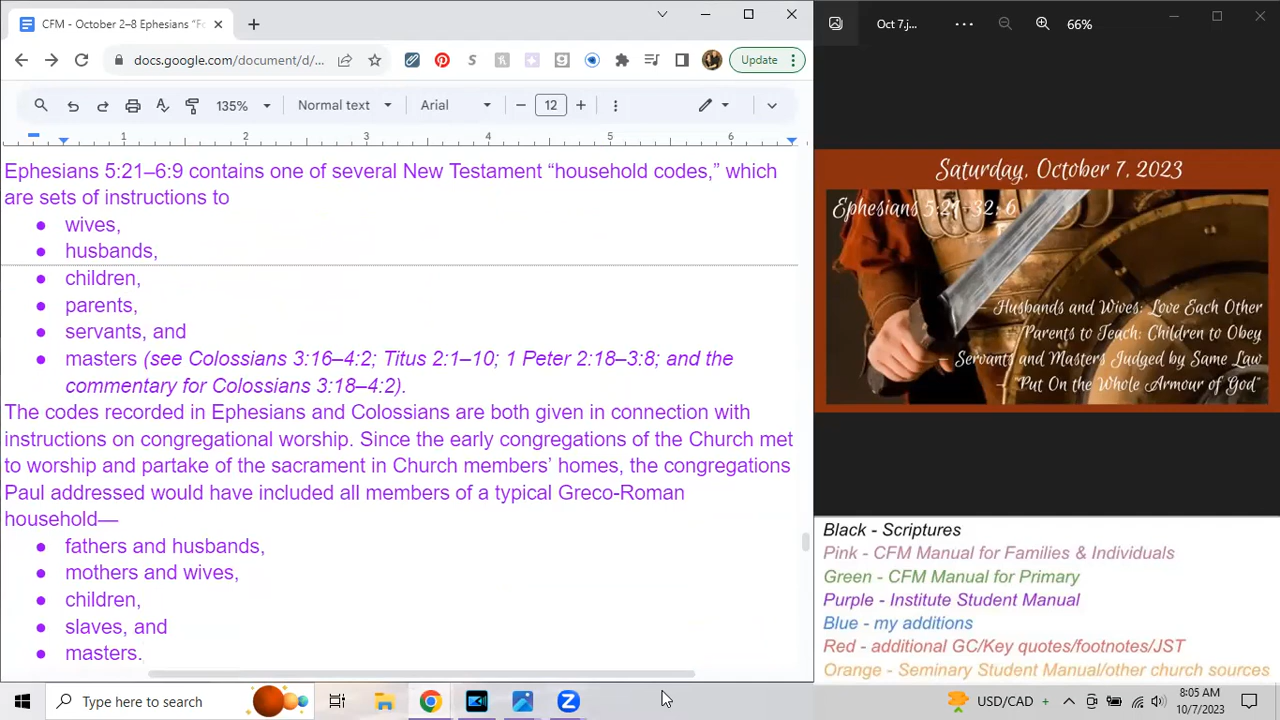 CFM - October 2–8 Ephesians “Fo
docs.google.com/document/d/...
Update
135%
Normal text
Arial
12
1 2 3 4 5 6
Ephesians 5:21–6:9 contains one of several New Testament “household codes,” which
are sets of instructions to
● wives,
● husbands,
● children,
● parents,
● servants, and
● masters (see Colossians 3:16–4:2; Titus 2:1–10; 1 Peter 2:18–3:8; and the
commentary for Colossians 3:18–4:2).
The codes recorded in Ephesians and Colossians are both given in connection with
instructions on congregational worship. Since the early congregations of the Church met
to worship and partake of the sacrament in Church members’ homes, the congregations
Paul addressed would have included all members of a typical Greco-Roman
household—
● fathers and husbands,
● mothers and wives,
● children,
● slaves, and
● masters.
Oct 7.j...
66%
Saturday, October 7, 2023
Ephesians 5:21-32; 6
– Husbands and Wives: Love Each Other
– Parents to Teach; Children to Obey
– Servants and Masters Judged by Same Law
– “Put On the Whole Armour of God”
Black - Scriptures
Pink - CFM Manual for Families & Individuals
Green - CFM Manual for Primary
Purple - Institute Student Manual
Blue - my additions
Red - additional GC/Key quotes/footnotes/JST
Orange - Seminary Student Manual/other church sources
Type here to search
USD/CAD +
8:05 AM
10/7/2023